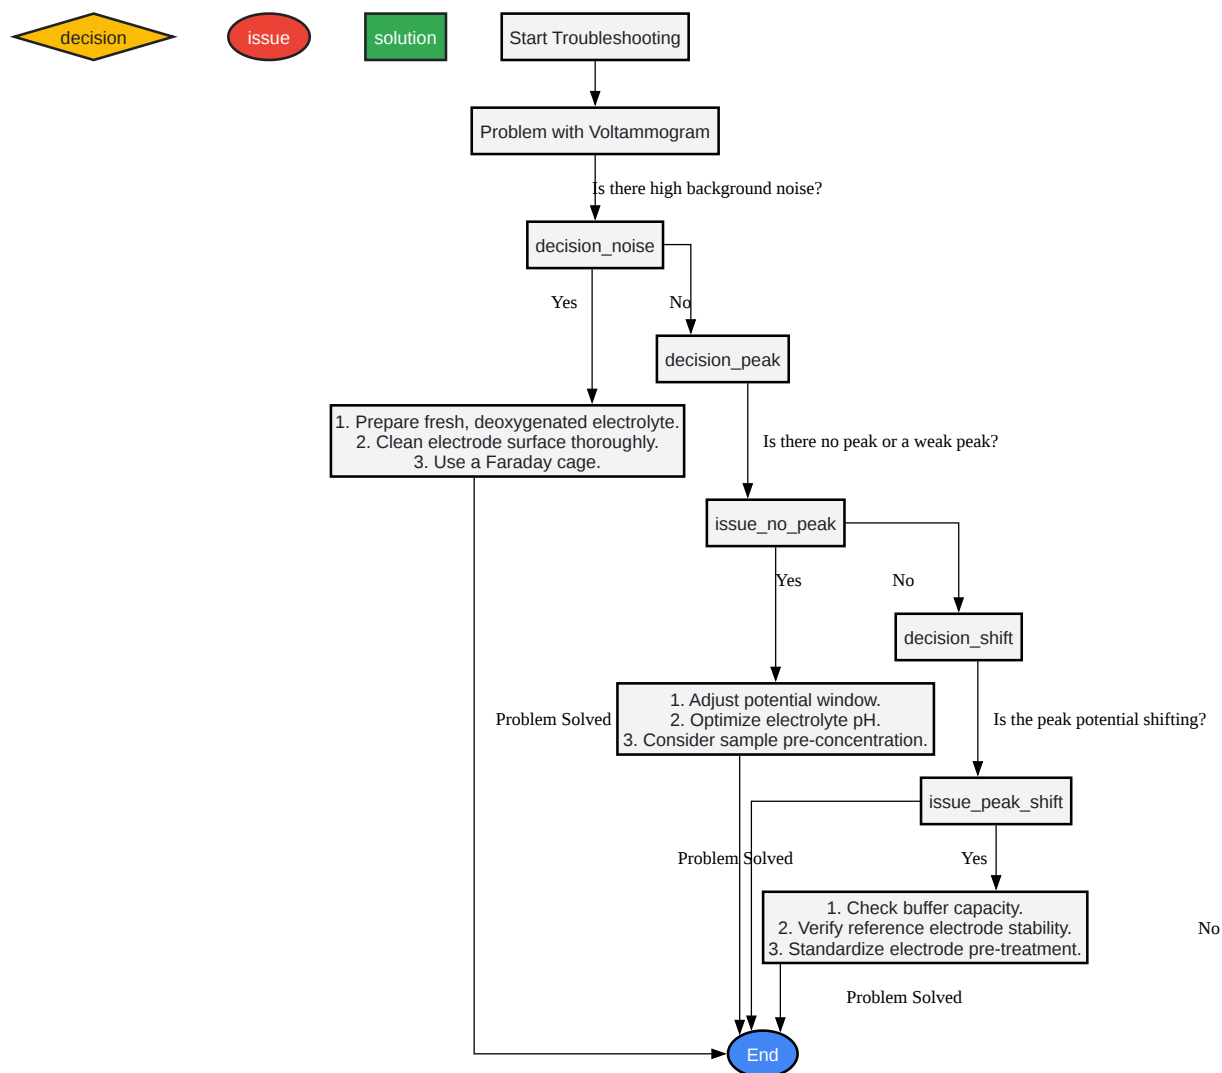 decision
issue
solution
Start Troubleshooting
Problem with Voltammogram
Is there high background noise?
decision_noise
Yes
No
decision_peak
1. Prepare fresh, deoxygenated electrolyte.
2. Clean electrode surface thoroughly.
3. Use a Faraday cage.
Is there no peak or a weak peak?
issue_no_peak
Yes
No
decision_shift
Problem Solved
1. Adjust potential window.
2. Optimize electrolyte pH.
3. Consider sample pre-concentration.
Is the peak potential shifting?
issue_peak_shift
Problem Solved
Yes
1. Check buffer capacity.
2. Verify reference electrode stability.
3. Standardize electrode pre-treatment.
No
Problem Solved
End